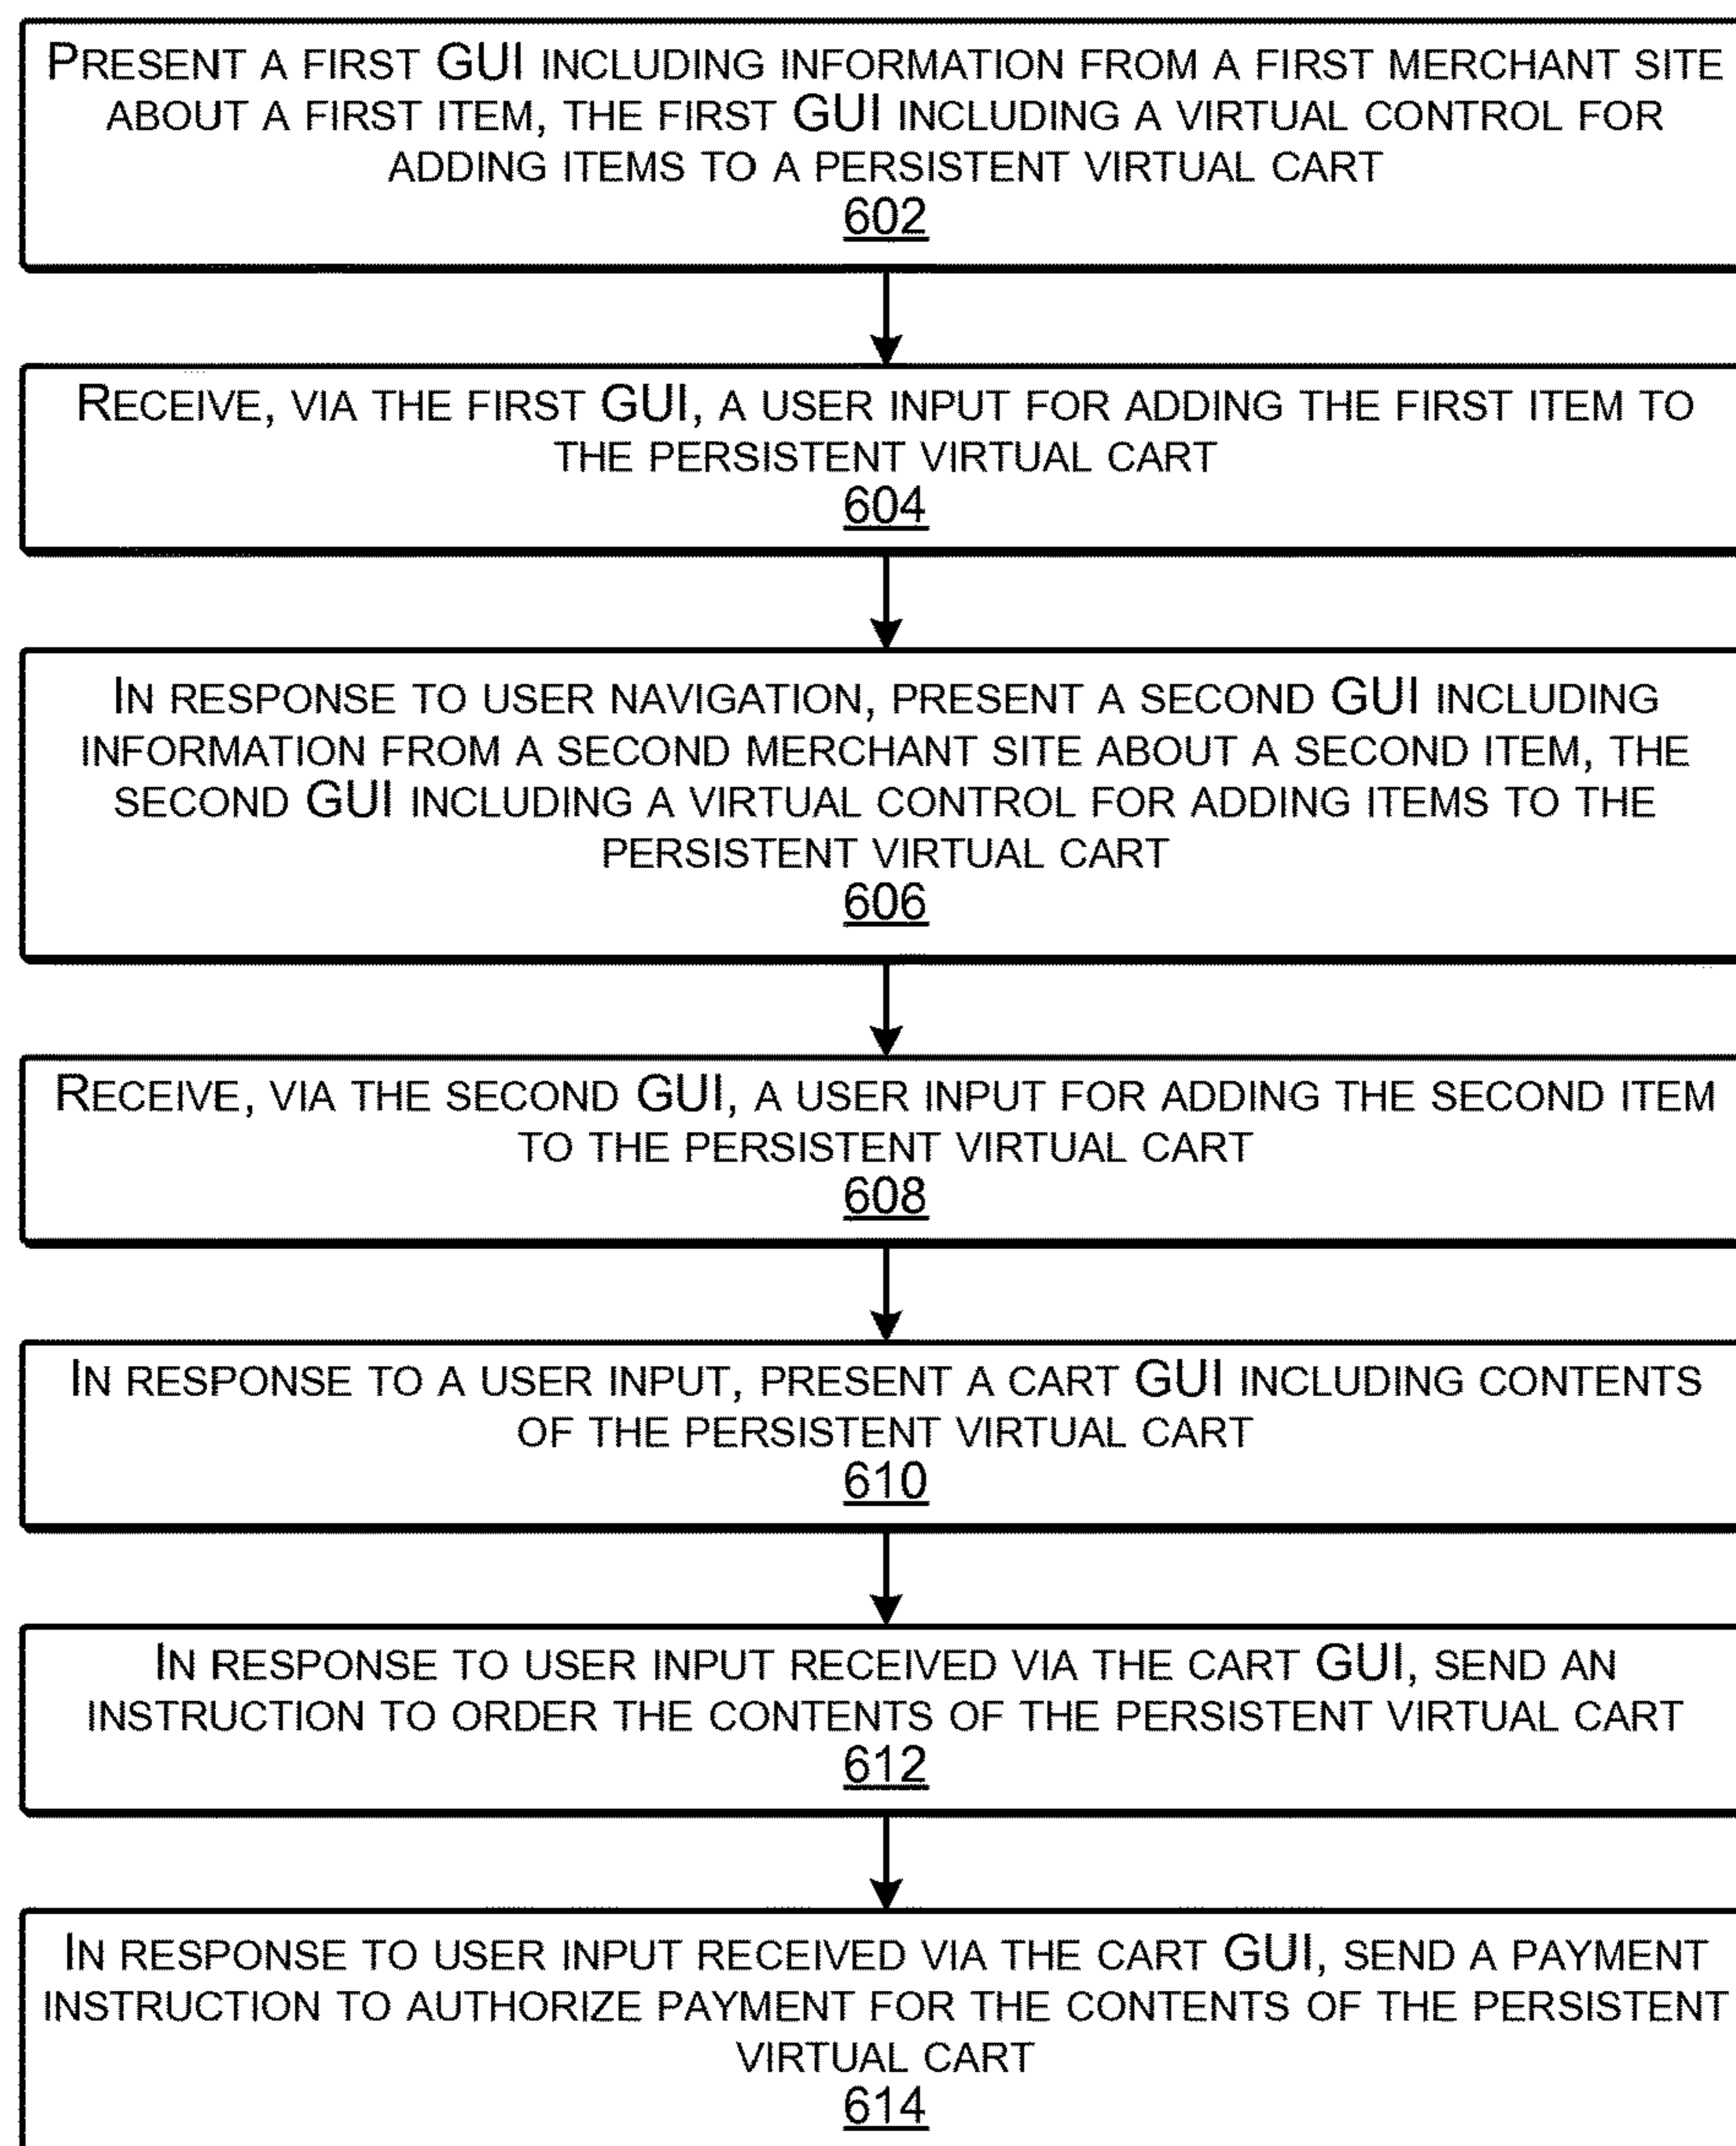 PRESENT A FIRST GUI INCLUDING INFORMATION FROM A FIRST MERCHANT SITE
ABOUT A FIRST ITEM, THE FIRST GUI INCLUDING A VIRTUAL CONTROL FOR
ADDING ITEMS TO A PERSISTENT VIRTUAL CART
602
RECEIVE, VIA THE FIRST GUI, A USER INPUT FOR ADDING THE FIRST ITEM TO
THE PERSISTENT VIRTUAL CART
604
IN RESPONSE TO USER NAVIGATION, PRESENT A SECOND GUI INCLUDING
INFORMATION FROM A SECOND MERCHANT SITE ABOUT A SECOND ITEM, THE
SECOND GUI INCLUDING A VIRTUAL CONTROL FOR ADDING ITEMS TO THE
PERSISTENT VIRTUAL CART
606
RECEIVE, VIA THE SECOND GUI, A USER INPUT FOR ADDING THE SECOND ITEM
TO THE PERSISTENT VIRTUAL CART
608
IN RESPONSE TO A USER INPUT, PRESENT A CART GUI INCLUDING CONTENTS
OF THE PERSISTENT VIRTUAL CART
610
IN RESPONSE TO USER INPUT RECEIVED VIA THE CART GUI, SEND AN
INSTRUCTION TO ORDER THE CONTENTS OF THE PERSISTENT VIRTUAL CART
612
IN RESPONSE TO USER INPUT RECEIVED VIA THE CART GUI, SEND A PAYMENT
INSTRUCTION TO AUTHORIZE PAYMENT FOR THE CONTENTS OF THE PERSISTENT
VIRTUAL CART
614